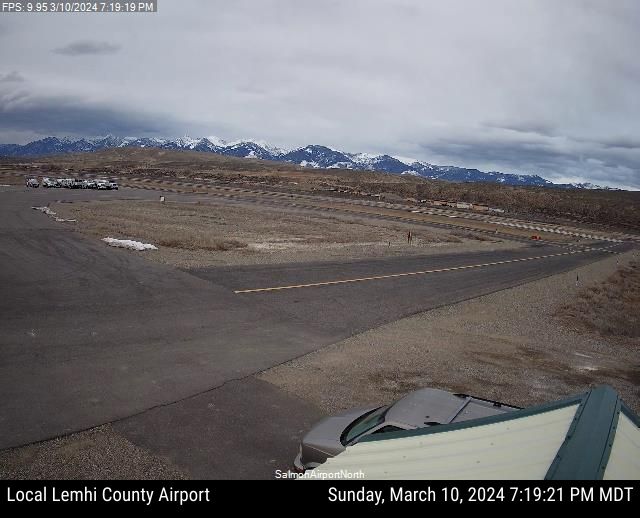 FPS: 9.95 3/10/2024 7:19:19 PM
SalmonAirportNorth
Local Lemhi County Airport
Sunday, March 10, 2024 7:19:21 PM MDT